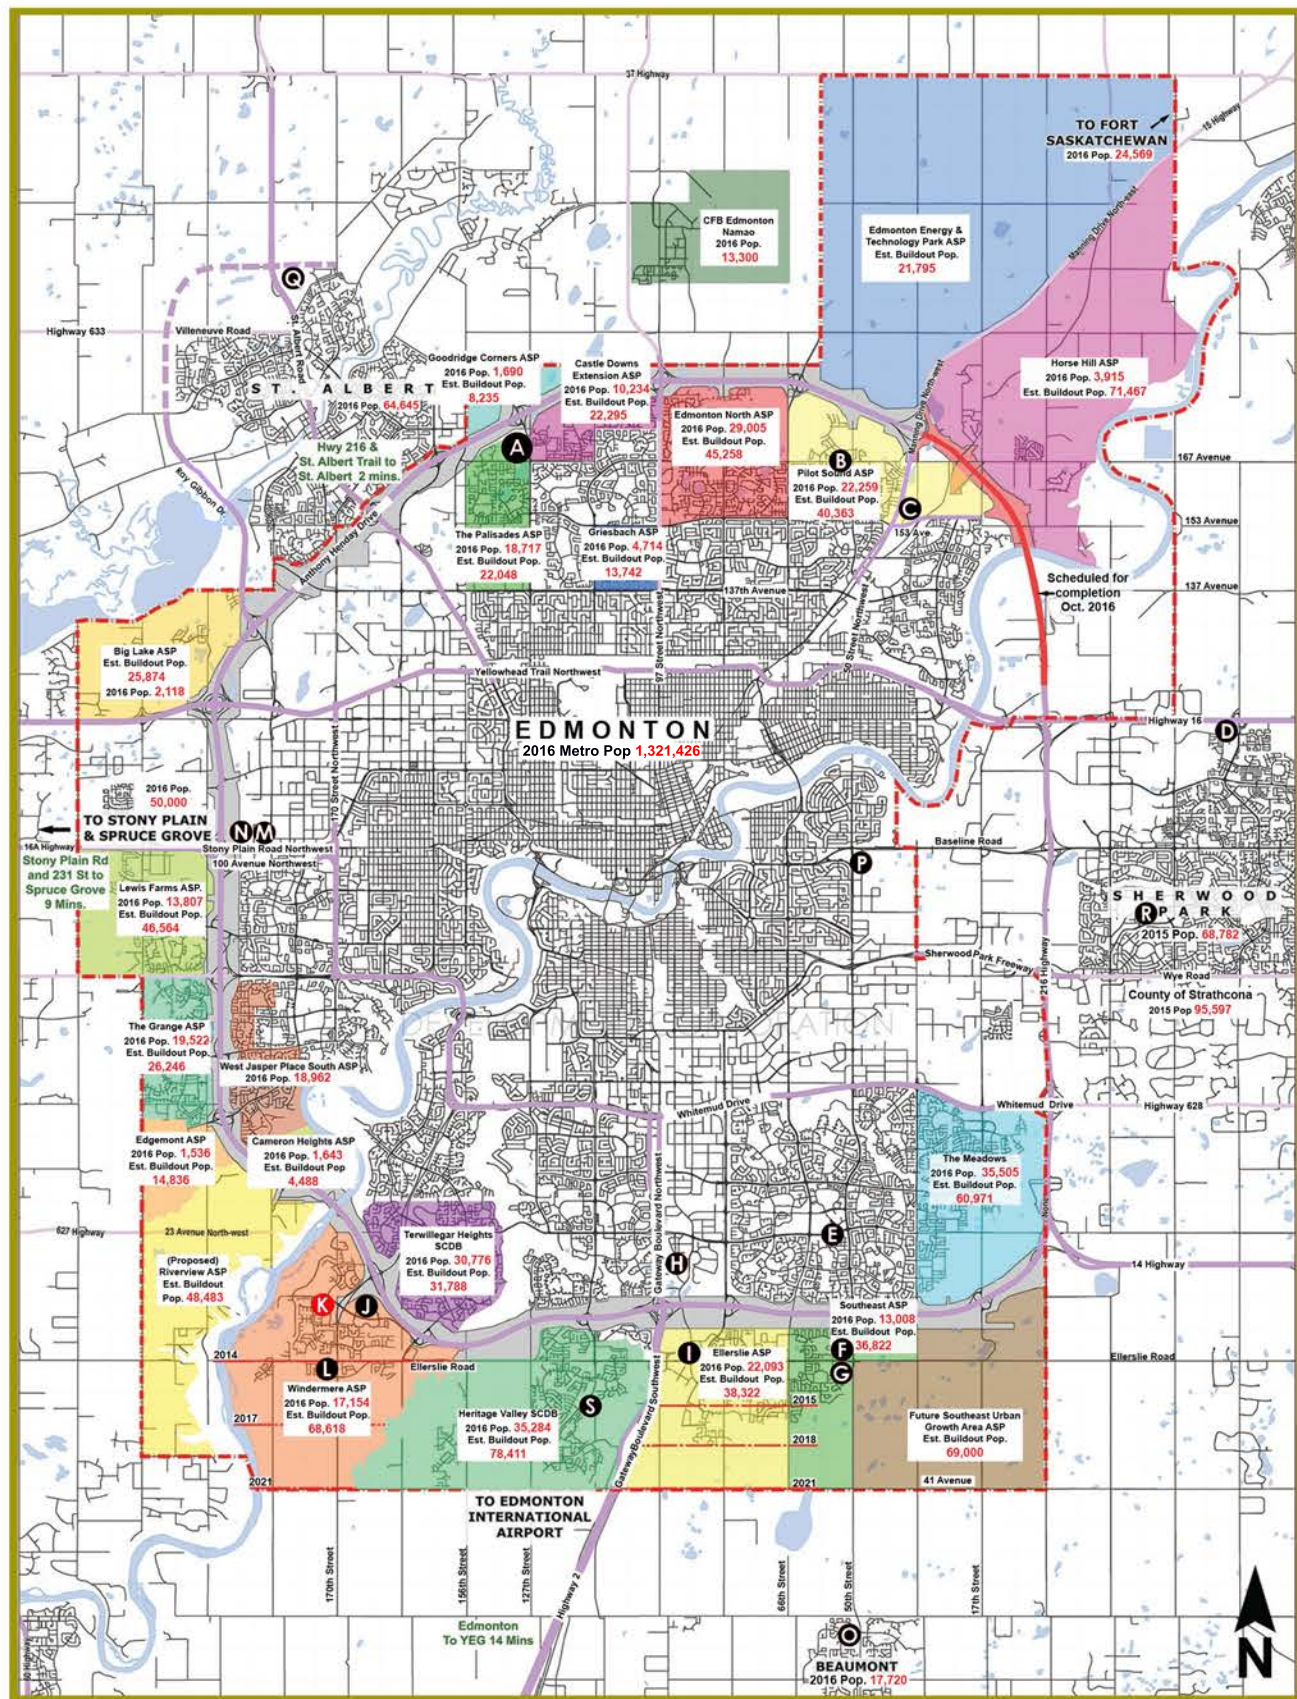 37 Highway
TO FORT
SASKATCHEWAN
2016 Pop. 24,569
15 Highway
CFB Edmonton
Namao
2016 Pop.
13,300
Edmonton Energy &
Technology Park ASP
Est. Buildout Pop.
21,795
Manning Drive North-east
Q
St. Albert Road
Highway 633
Villeneuve Road
ST. ALBERT
2016 Pop. 64,645
Goodridge Corners ASP
2016 Pop. 1,690
Est. Buildout Pop.
8,235
Castle Downs
Extension ASP
2016 Pop. 10,234
Est. Buildout Pop.
22,295
Edmonton North ASP
2016 Pop. 29,005
Est. Buildout Pop.
45,258
Manning Drive North-west
Horse Hill ASP
2016 Pop. 3,915
Est. Buildout Pop. 71,467
Hwy 216 &
St. Albert Trail to
St. Albert 2 mins.
A
B
Pilot Sound ASP
2016 Pop. 22,259
Est. Buildout Pop.
40,363
C
153 Ave.
167 Avenue
153 Avenue
137 Avenue
Ray Gibbon Dr.
Anthony Henday Drive
The Palisades ASP
2016 Pop. 18,717
Est. Buildout Pop.
22,048
Griesbach ASP
2016 Pop. 4,714
Est. Buildout Pop.
13,742
137th Avenue
97 Street Northwest
50 Street Northwest
Scheduled for
completion
Oct. 2016
Big Lake ASP
Est. Buildout Pop.
25,874
2016 Pop. 2,118
Yellowhead Trail Northwest
EDMONTON
2016 Metro Pop 1,321,426
Highway 16
D
170 Street Northwest
2016 Pop.
50,000
TO STONY PLAIN
& SPRUCE GROVE
N
M
16A Highway
Stony Plain Road Northwest
100 Avenue Northwest
Stony Plain Rd
and 231 St to
Spruce Grove
9 Mins.
Lewis Farms ASP.
2016 Pop. 13,807
Est. Buildout Pop.
46,564
Baseline Road
P
SHERWOOD
R
PARK
2015 Pop. 68,782
Sherwood Park Freeway
216 Highway
Wye Road
County of Strathcona
2015 Pop 95,597
The Grange ASP
2016 Pop. 19,522
Est. Buildout Pop.
26,246
West Jasper Place South ASP
2016 Pop. 18,962
Whitemud Drive
Whitemud Drive
Highway 628
Edgemont ASP
2016 Pop. 1,536
Est. Buildout Pop.
14,836
Cameron Heights ASP
2016 Pop. 1,643
Est. Buildout Pop
4,488
The Meadows
2016 Pop. 35,505
Est. Buildout Pop.
60,971
Gateway Boulevard Northwest
627 Highway
23 Avenue North-west
(Proposed)
Riverview ASP
Est. Buildout
Pop. 48,483
Terwillegar Heights
SCDB
2016 Pop. 30,776
Est. Buildout Pop.
31,788
E
H
14 Highway
K
J
Southeast ASP
2016 Pop. 13,008
Est. Buildout Pop.
36,822
F
G
2014
Ellerslie Road
Ellerslie Road
L
Windermere ASP
2016 Pop. 17,154
Est. Buildout Pop.
68,618
2017
2021
Heritage Valley SCDB
2016 Pop. 35,284
Est. Buildout Pop.
78,411
S
Gateway Boulevard Southwest
I
Ellerslie ASP
2016 Pop. 22,093
Est. Buildout Pop.
38,322
2015
2018
2021
Future Southeast Urban
Growth Area ASP
Est. Buildout Pop.
69,000
41 Avenue
TO EDMONTON
INTERNATIONAL
AIRPORT
170th Street
156th Street
127th Street
Highway 2
66th Street
50th Street
17th Street
Edmonton
To YEG 14 Mins
BEAUMONT
2016 Pop. 17,720
N